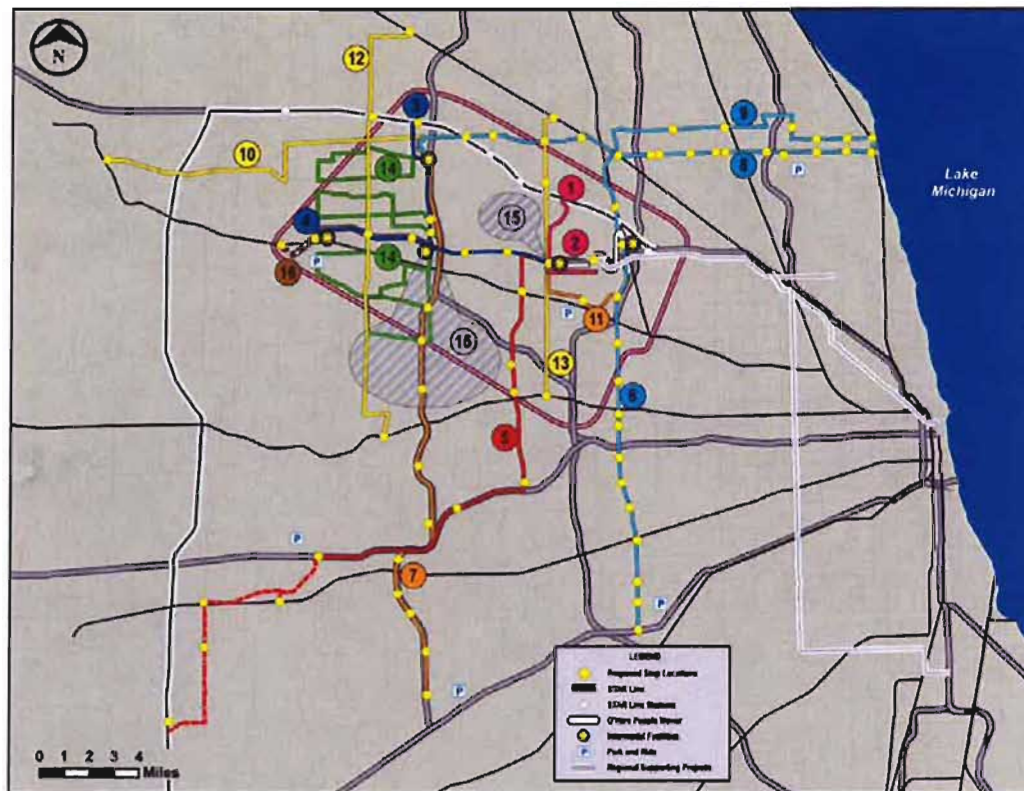 N
12
3
9
10
14
1
8
Lake
Michigan
4
15
2
16
14
11
16
13
6
5
7
LEGEND
Proposed Stop Locations
STAR Line
STAR Line Stations
O'Hare People Mover
Intermodal Facilities
Park and Ride
Regional Supporting Projects
P
P
P
P
P
P
P
0 1 2 3 4
Miles